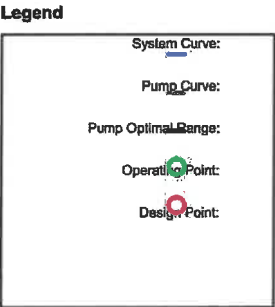 Legend
System Curve:
Pump Curve:
Pump Optimal Range:
Operating Point:
Design Point: